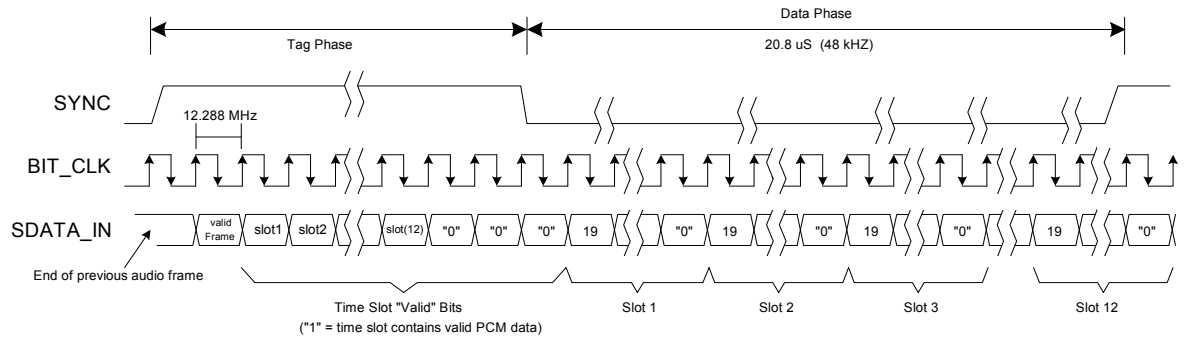 Data Phase
Tag Phase
20.8 uS (48 kHZ)
SYNC
12.288 MHz
BIT_CLK
SDATA_IN
valid Frame slot1 slot2 slot(12) "0" "0" "0" 19 "0" 19 "0" 19 "0" 19 "0"
End of previous audio frame
Time Slot "Valid" Bits
("1" = time slot contains valid PCM data)
Slot 1
Slot 2
Slot 3
Slot 12